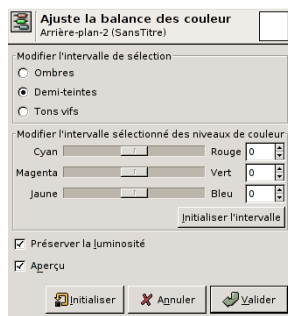 Ajuste la balance des couleur
Arrière-plan-2 (SansTitre)
Modifier l'intervalle de sélection
Ombres
Demi-teintes
Tons vifs
Modifier l'intervalle sélectionné des niveaux de couleur
Cyan Rouge 0
Magenta Vert 0
Jaune Bleu 0
Initialiser l'intervalle
Préserver la luminosité
Aperçu
Initialiser Annuler Valider